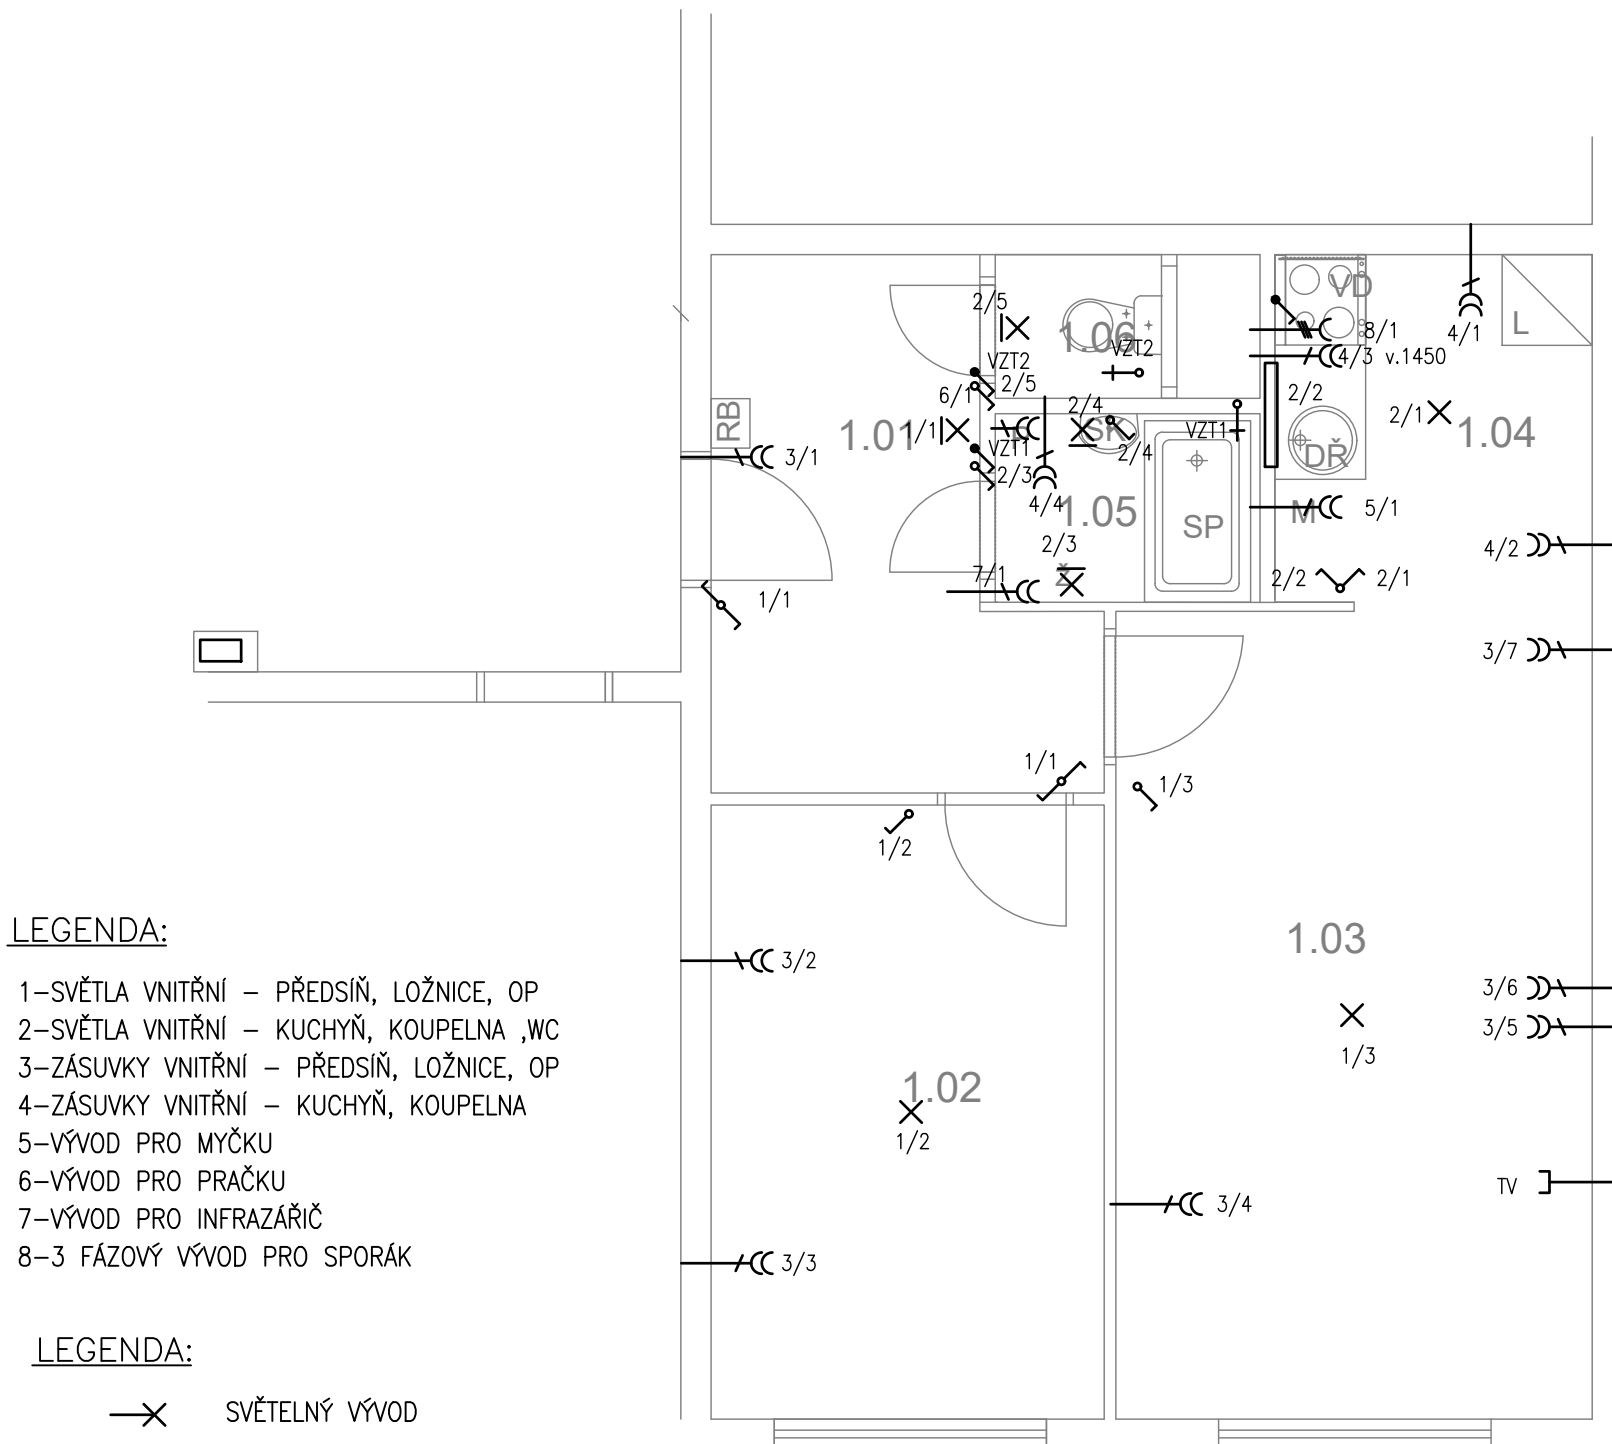 2/5
1.06
VD
L
8/1
4/1
4/3 v.1450
VZT2
VZT2
2/5
6/1
2/2
2/1
1.04
RB
1.01
1/1
2/4
SK
VZT1
DŘ
3/1
VZT1
2/4
2/3
4/4
1.05
SP
M
5/1
4/2
2/3
7/1
Ž
2/2
2/1
1/1
3/7
1/1
1/3
1/2
1.03
3/2
3/6
3/5
1/3
1.02
1/2
TV
3/4
3/3
LEGENDA:
1-SVĚTLA VNITŘNÍ – PŘEDSÍŇ, LOŽNICE, OP
2-SVĚTLA VNITŘNÍ – KUCHYŇ, KOUPELNA ,WC
3-ZÁSUVKY VNITŘNÍ – PŘEDSÍŇ, LOŽNICE, OP
4-ZÁSUVKY VNITŘNÍ – KUCHYŇ, KOUPELNA
5-VÝVOD PRO MYČKU
6-VÝVOD PRO PRAČKU
7-VÝVOD PRO INFRAZÁŘIČ
8-3 FÁZOVÝ VÝVOD PRO SPORÁK
LEGENDA:
SVĚTELNÝ VÝVOD